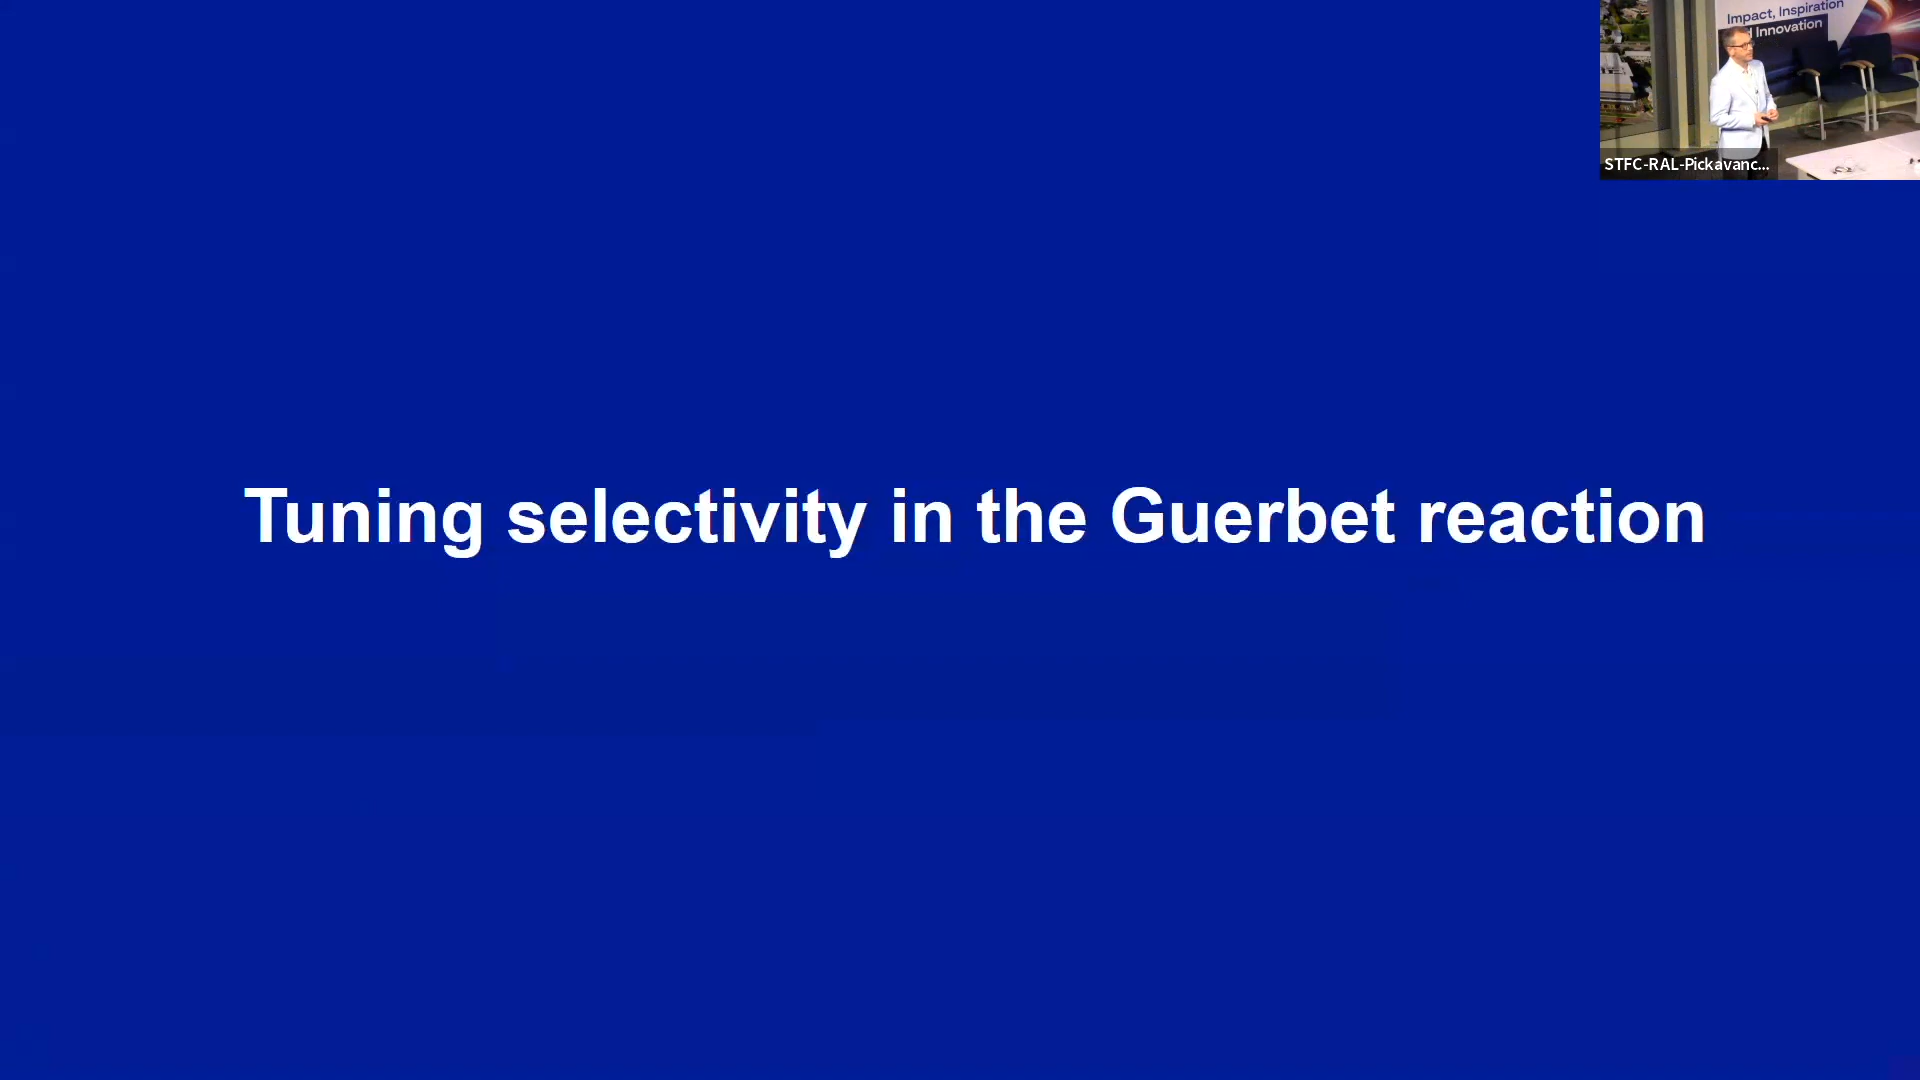 Impact, Inspiration
d Innovation
STFC-RAL-Pickavanc...
Tuning selectivity in the Guerbet reaction